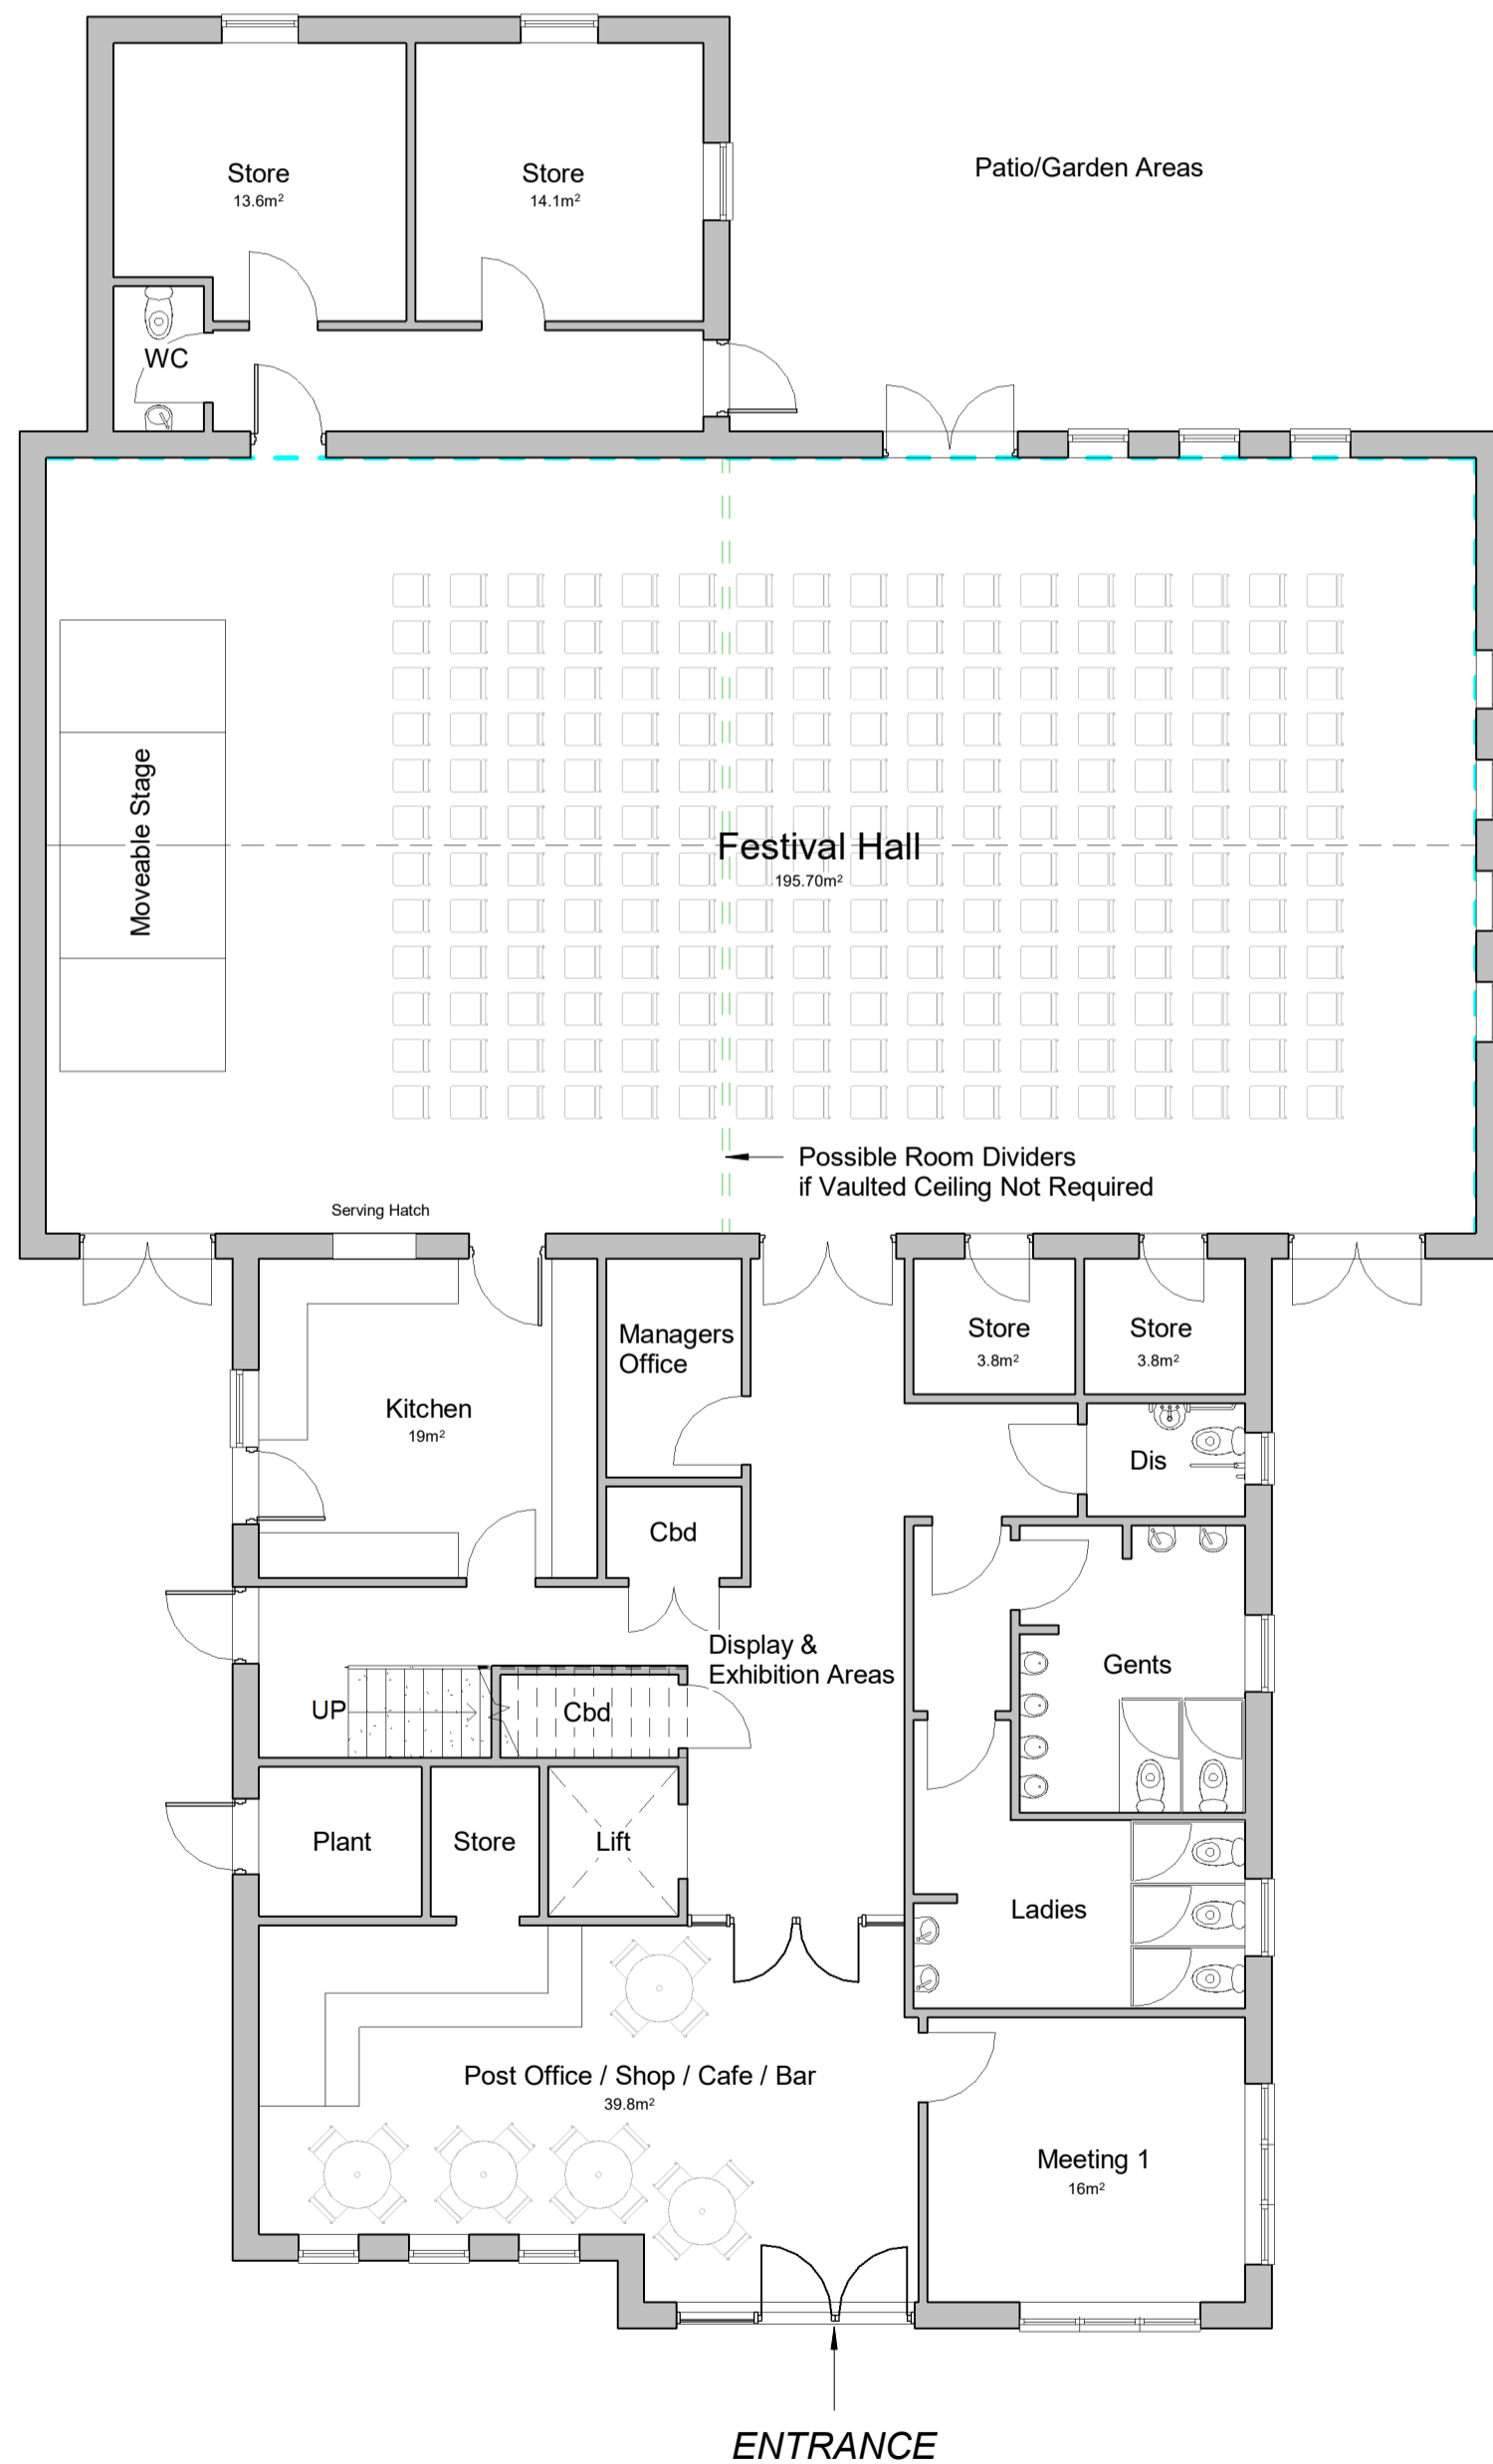 Store
13.6m²
Store
14.1m²
Patio/Garden Areas
WC
Moveable Stage
Festival Hall
195.70m²
Possible Room Dividers
if Vaulted Ceiling Not Required
Serving Hatch
Managers
Office
Store
3.8m²
Store
3.8m²
Kitchen
19m²
Dis
Cbd
Display &
Exhibition Areas
Gents
UP
Cbd
Plant
Store
Lift
Ladies
Post Office / Shop / Cafe / Bar
39.8m²
Meeting 1
16m²
ENTRANCE